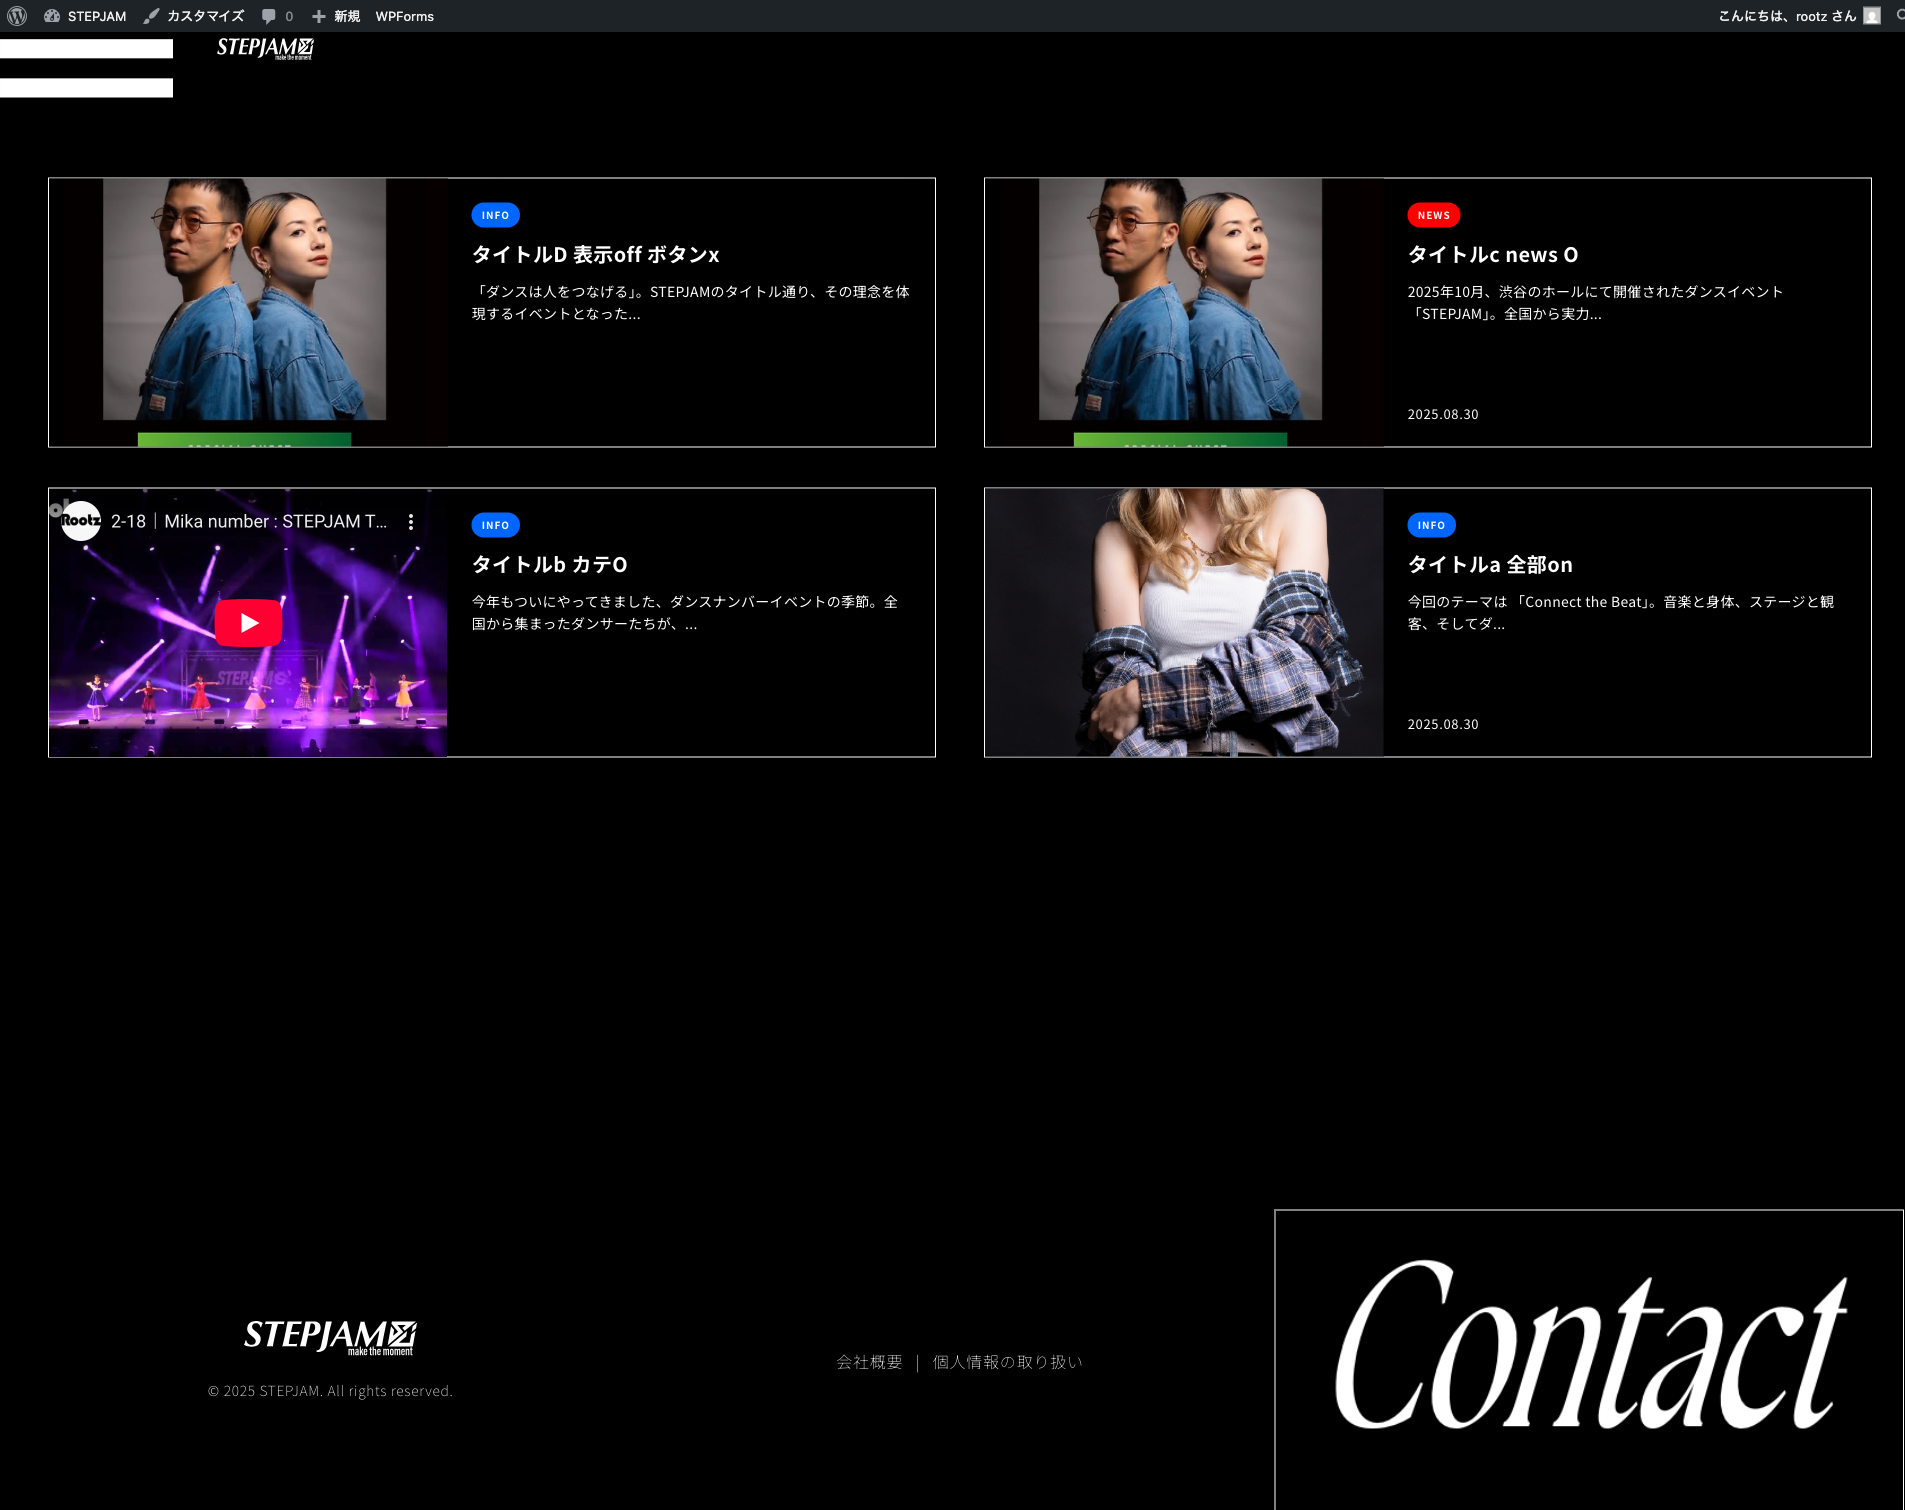 STEPJAM カスタマイズ 0 新規 WPForms
こんにちは、rootz さん
STEPJAM
make the moment
INFO
タイトルD 表示off ボタンx
「ダンスは人をつなげる」。STEPJAMのタイトル通り、その理念を体
現するイベントとなった...
NEWS
タイトルc news O
2025年10月、渋谷のホールにて開催されたダンスイベント
「STEPJAM」。全国から実力...
2025.08.30
Rootz
2-18｜Mika number : STEPJAM T...
STEPJAM
INFO
タイトルb カテO
今年もついにやってきました、ダンスナンバーイベントの季節。全
国から集まったダンサーたちが、...
INFO
タイトルa 全部on
今回のテーマは 「Connect the Beat」。音楽と身体、ステージと観
客、そしてダ...
2025.08.30
STEPJAM
make the moment
© 2025 STEPJAM. All rights reserved.
会社概要 | 個人情報の取り扱い
Contact